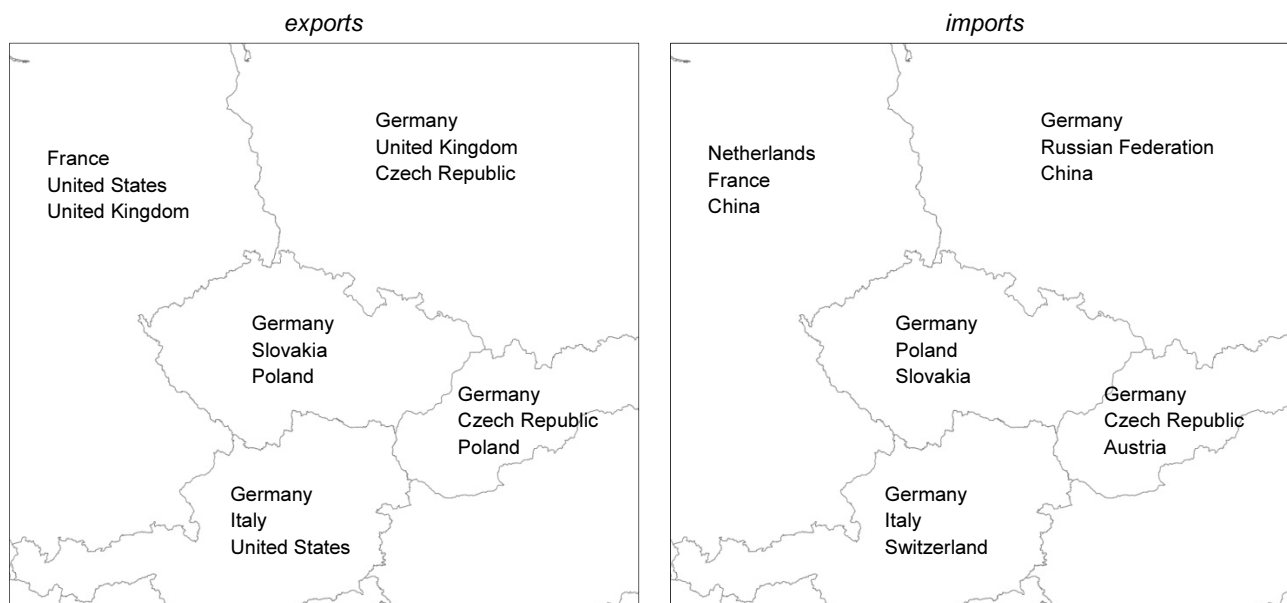 exports
France
United States
United Kingdom
Germany
United Kingdom
Czech Republic
Germany
Slovakia
Poland
Germany
Czech Republic
Poland
Germany
Italy
United States
imports
Netherlands
France
China
Germany
Russian Federation
China
Germany
Poland
Slovakia
Germany
Czech Republic
Austria
Germany
Italy
Switzerland